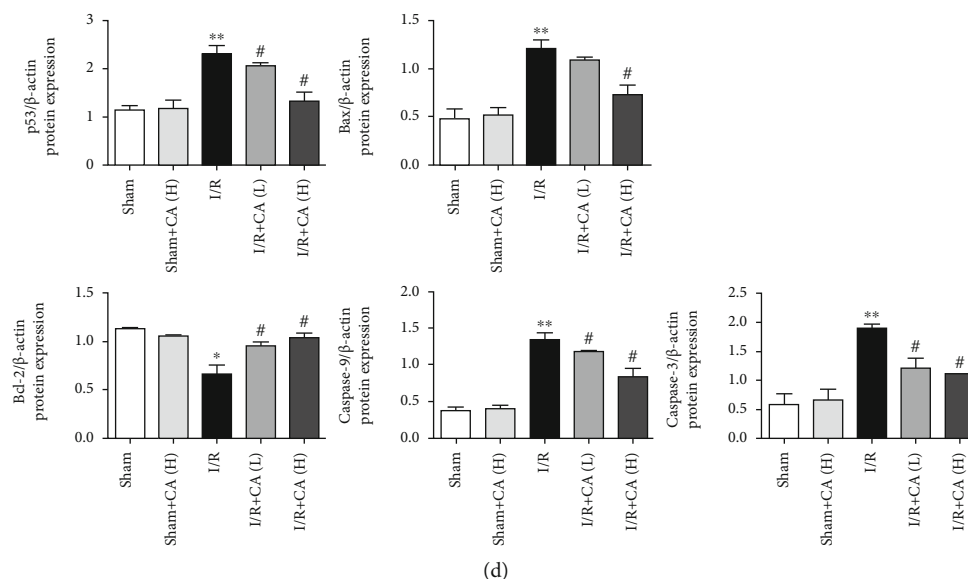 p53/β-actin
protein expression
3
2
1
0
**
#
#
Sham
Sham+CA (H)
I/R
I/R+CA (L)
I/R+CA (H)
Bax/β-actin
protein expression
1.5
1.0
0.5
0.0
**
#
Sham
Sham+CA (H)
I/R
I/R+CA (L)
I/R+CA (H)
Bcl-2/β-actin
protein expression
1.5
1.0
0.5
0.0
*
#
#
Sham
Sham+CA (H)
I/R
I/R+CA (L)
I/R+CA (H)
Caspase-9/β-actin
protein expression
2.0
1.5
1.0
0.5
0.0
**
#
#
Sham
Sham+CA (H)
I/R
I/R+CA (L)
I/R+CA (H)
Caspase-3/β-actin
protein expression
2.5
2.0
1.5
1.0
0.5
0.0
**
#
#
Sham
Sham+CA (H)
I/R
I/R+CA (L)
I/R+CA (H)
(d)